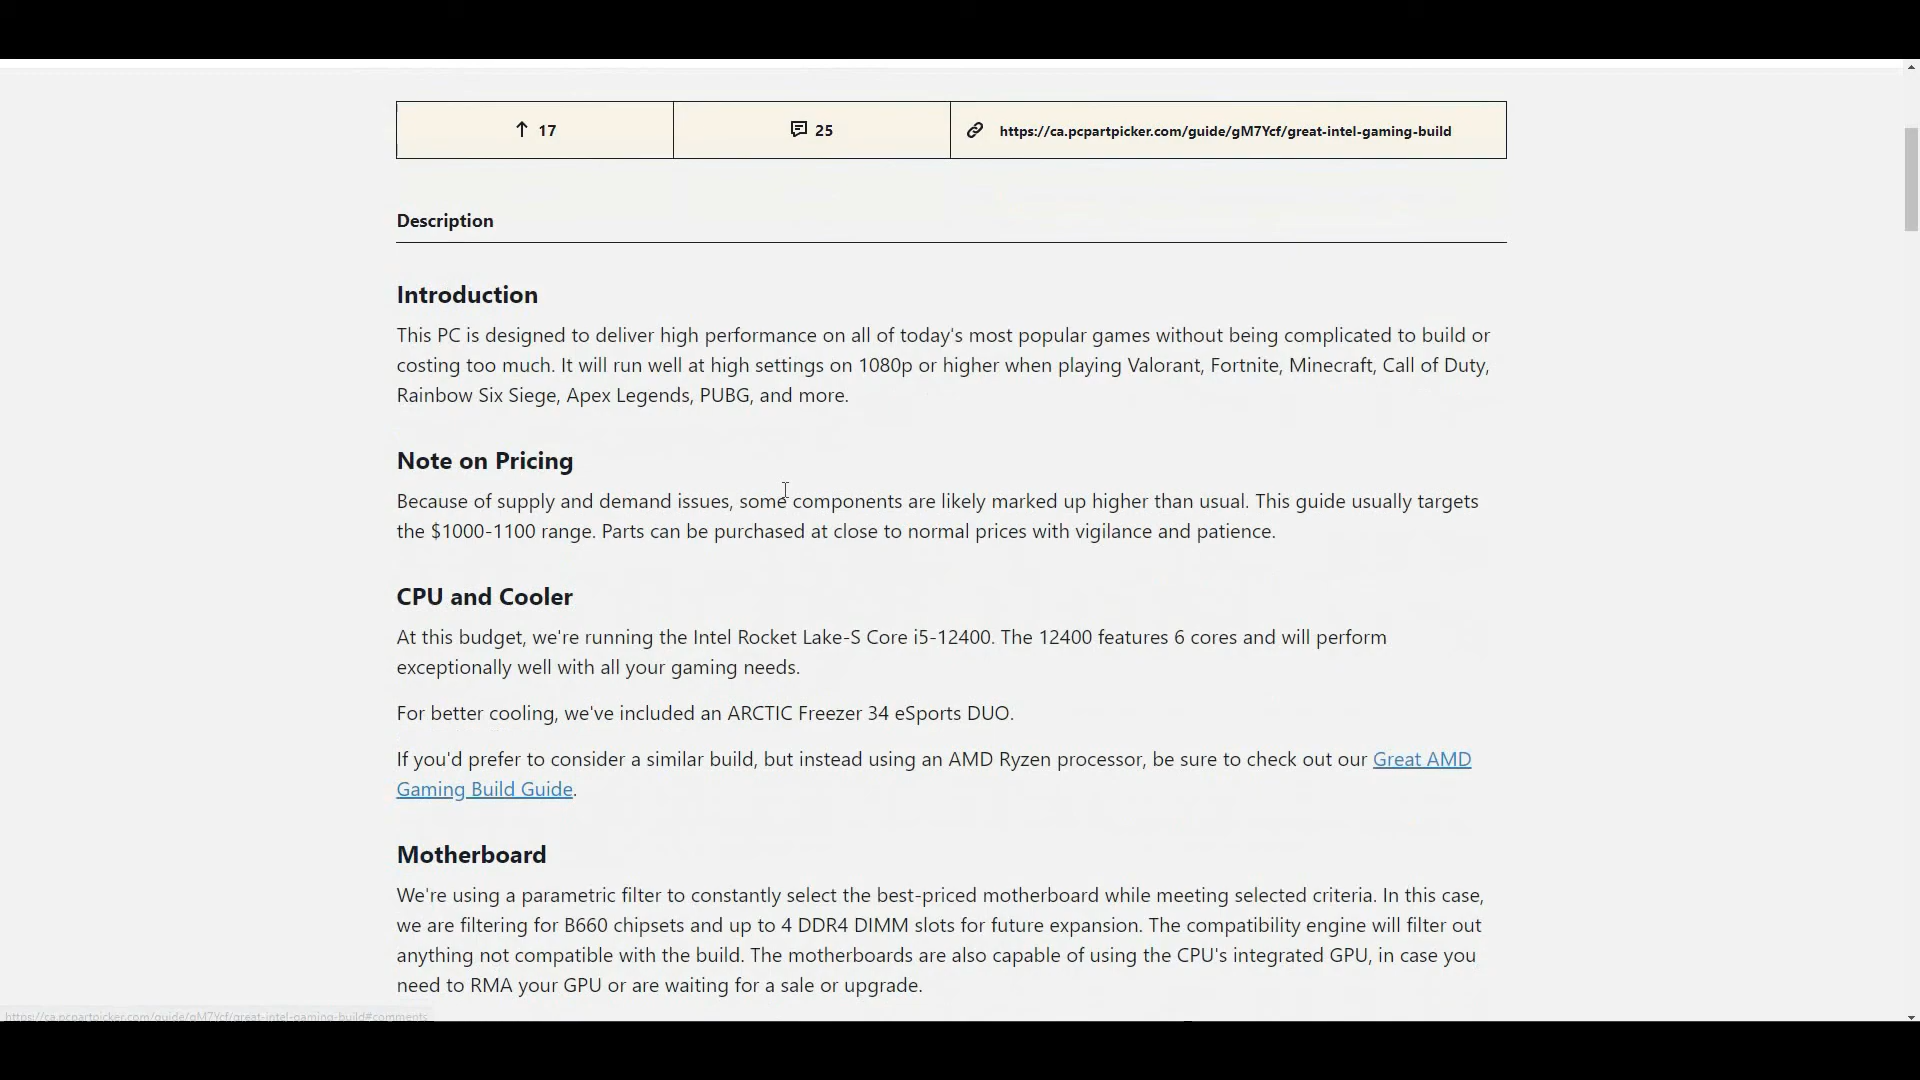 17
25
https://ca.pcpartpicker.com/guide/gM7Ycf/great-intel-gaming-build
Description
Introduction
This PC is designed to deliver high performance on all of today's most popular games without being complicated to build or
costing too much. It will run well at high settings on 1080p or higher when playing Valorant, Fortnite, Minecraft, Call of Duty,
Rainbow Six Siege, Apex Legends, PUBG, and more.
Note on Pricing
Because of supply and demand issues, some components are likely marked up higher than usual. This guide usually targets
the $1000-1100 range. Parts can be purchased at close to normal prices with vigilance and patience.
CPU and Cooler
At this budget, we're running the Intel Rocket Lake-S Core i5-12400. The 12400 features 6 cores and will perform
exceptionally well with all your gaming needs.
For better cooling, we've included an ARCTIC Freezer 34 eSports DUO.
If you'd prefer to consider a similar build, but instead using an AMD Ryzen processor, be sure to check out our Great AMD
Gaming Build Guide.
Motherboard
We're using a parametric filter to constantly select the best-priced motherboard while meeting selected criteria. In this case,
we are filtering for B660 chipsets and up to 4 DDR4 DIMM slots for future expansion. The compatibility engine will filter out
anything not compatible with the build. The motherboards are also capable of using the CPU's integrated GPU, in case you
need to RMA your GPU or are waiting for a sale or upgrade.
https://ca.pcpartpicker.com/guide/gM7Ycf/great-intel-gaming-build#comments